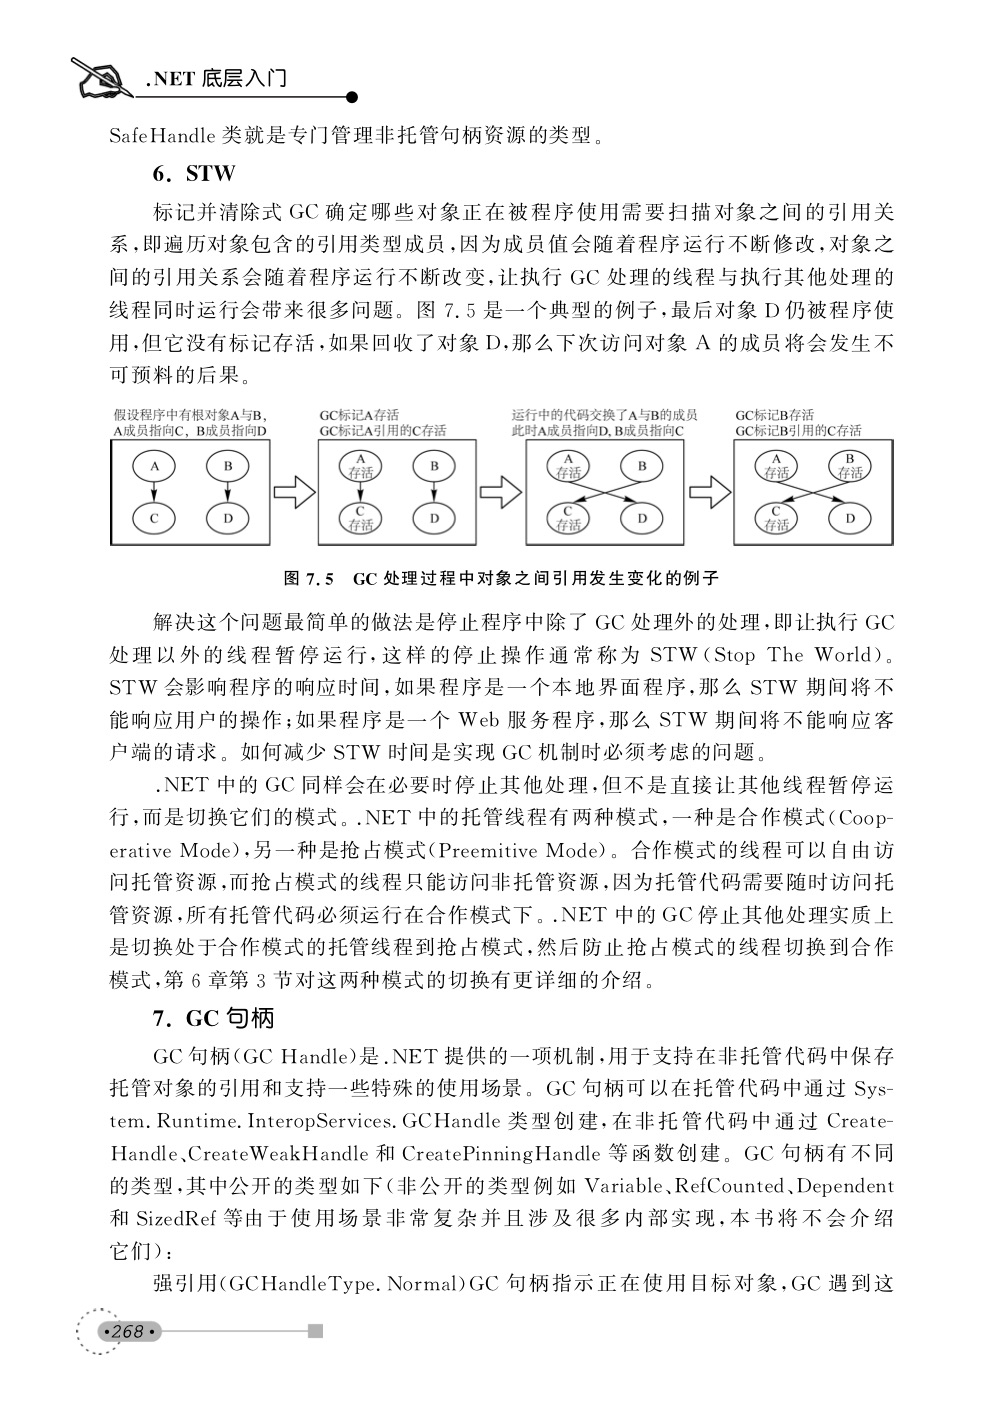 .NET 底层入门
SafeHandle 类就是专门管理非托管句柄资源的类型。
6. STW
标记并清除式 GC 确定哪些对象正在被程序使用需要扫描对象之间的引用关
系,即遍历对象包含的引用类型成员,因为成员值会随着程序运行不断修改,对象之
间的引用关系会随着程序运行不断改变,让执行 GC 处理的线程与执行其他处理的
线程同时运行会带来很多问题。图 7.5 是一个典型的例子,最后对象 D 仍被程序使
用,但它没有标记存活,如果回收了对象 D,那么下次访问对象 A 的成员将会发生不
可预料的后果。
假设程序中有根对象A与B,
A成员指向C, B成员指向D
A B
C D
GC标记A存活
GC标记A引用的C存活
A 存活 B
C 存活 D
运行中的代码交换了A与B的成员
此时A成员指向D, B成员指向C
A 存活 B
C 存活 D
GC标记B存活
GC标记B引用的C存活
A 存活 B 存活
C 存活 D
图 7.5 GC 处理过程中对象之间引用发生变化的例子
解决这个问题最简单的做法是停止程序中除了 GC 处理外的处理,即让执行 GC
处理以外的线程暂停运行,这样的停止操作通常称为 STW(Stop The World)。
STW 会影响程序的响应时间,如果程序是一个本地界面程序,那么 STW 期间将不
能响应用户的操作;如果程序是一个 Web 服务程序,那么 STW 期间将不能响应客
户端的请求。如何减少 STW 时间是实现 GC 机制时必须考虑的问题。
.NET 中的 GC 同样会在必要时停止其他处理,但不是直接让其他线程暂停运
行,而是切换它们的模式。.NET 中的托管线程有两种模式,一种是合作模式(Coop-
erative Mode),另一种是抢占模式(Preemitive Mode)。合作模式的线程可以自由访
问托管资源,而抢占模式的线程只能访问非托管资源,因为托管代码需要随时访问托
管资源,所有托管代码必须运行在合作模式下。.NET 中的 GC 停止其他处理实质上
是切换处于合作模式的托管线程到抢占模式,然后防止抢占模式的线程切换到合作
模式,第 6 章第 3 节对这两种模式的切换有更详细的介绍。
7. GC 句柄
GC 句柄(GC Handle)是.NET 提供的一项机制,用于支持在非托管代码中保存
托管对象的引用和支持一些特殊的使用场景。GC 句柄可以在托管代码中通过 Sys-
tem.Runtime.InteropServices.GCHandle 类型创建,在非托管代码中通过 Create-
Handle、CreateWeakHandle 和 CreatePinningHandle 等函数创建。GC 句柄有不同
的类型,其中公开的类型如下(非公开的类型例如 Variable、RefCounted、Dependent
和 SizedRef 等由于使用场景非常复杂并且涉及很多内部实现,本书将不会介绍
它们):
强引用(GCHandleType.Normal)GC 句柄指示正在使用目标对象,GC 遇到这
·268·